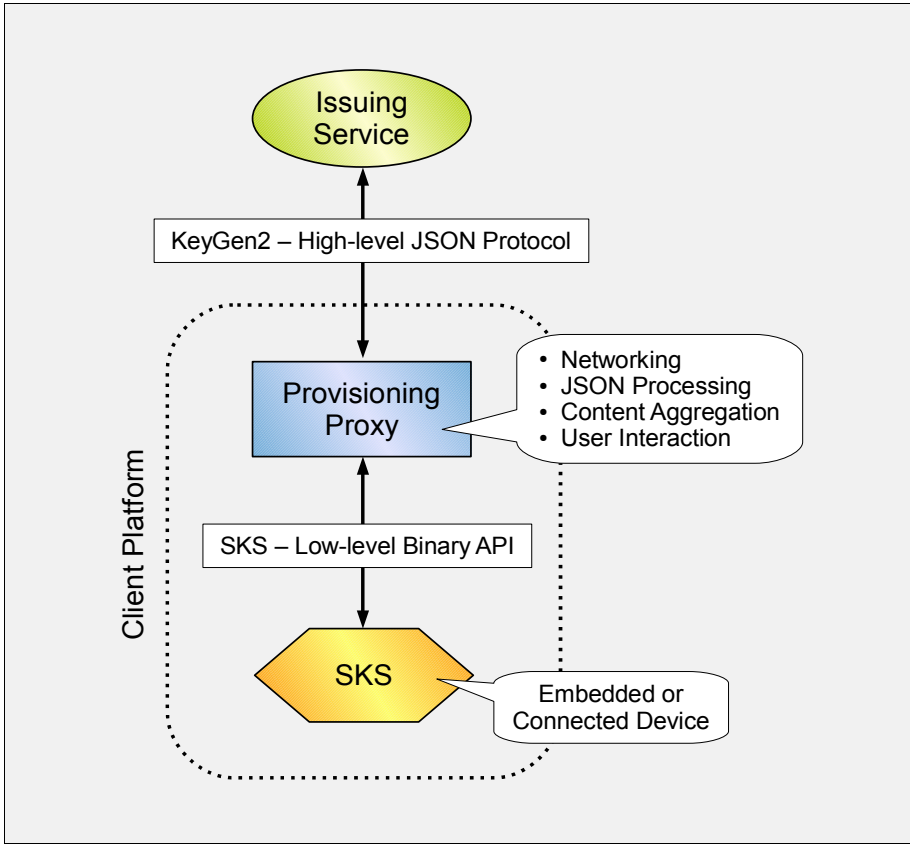 Issuing
Service
KeyGen2 – High-level JSON Protocol
Provisioning
Proxy
• Networking
• JSON Processing
• Content Aggregation
• User Interaction
Client Platform
SKS – Low-level Binary API
SKS
Embedded or
Connected Device